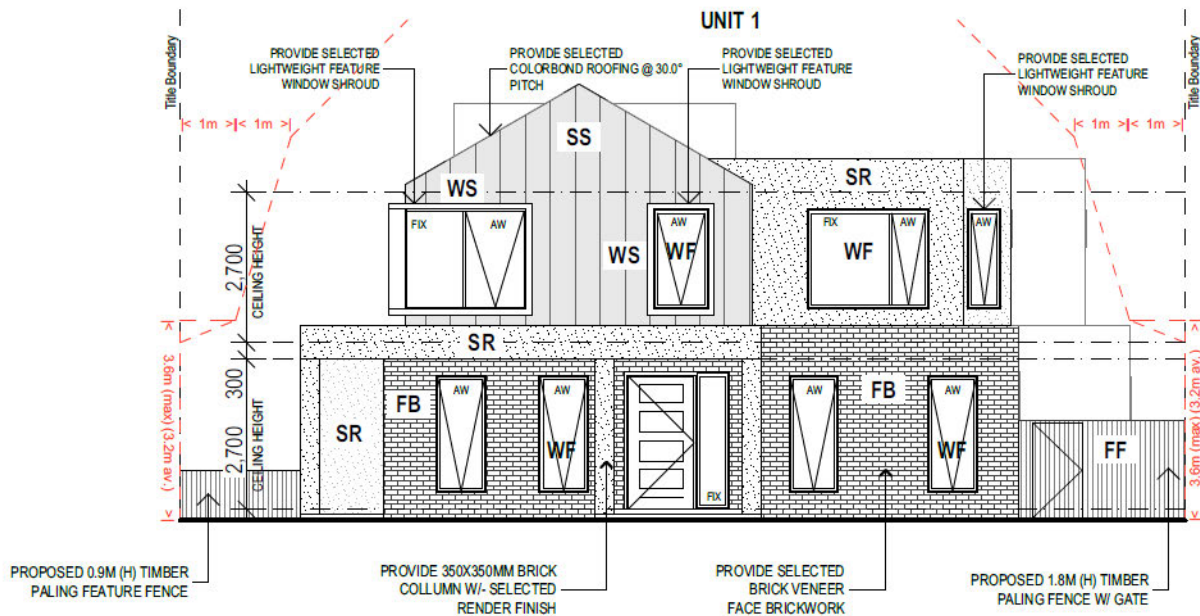 UNIT 1
Title Boundary
PROVIDE SELECTED
LIGHTWEIGHT FEATURE
WINDOW SHROUD
PROVIDE SELECTED
COLORBOND ROOFING @ 30.0°
PITCH
PROVIDE SELECTED
LIGHTWEIGHT FEATURE
WINDOW SHROUD
PROVIDE SELECTED
LIGHTWEIGHT FEATURE
WINDOW SHROUD
Title Boundary
1m
1m
1m
1m
SS
SR
WS
FIX
AW
WS
AW
WF
FIX
AW
WF
AW
2,700
CEILING HEIGHT
SR
300
2,700
CEILING HEIGHT
3.6m (max) (3.2m av.)
SR
FB
AW
AW
WF
FIX
AW
FB
AW
WF
FF
3.6m (max) (3.2m av.)
PROPOSED 0.9M (H) TIMBER
PALING FEATURE FENCE
PROVIDE 350X350MM BRICK
COLLUMN W/- SELECTED
RENDER FINISH
PROVIDE SELECTED
BRICK VENEER
FACE BRICKWORK
PROPOSED 1.8M (H) TIMBER
PALING FENCE W/ GATE